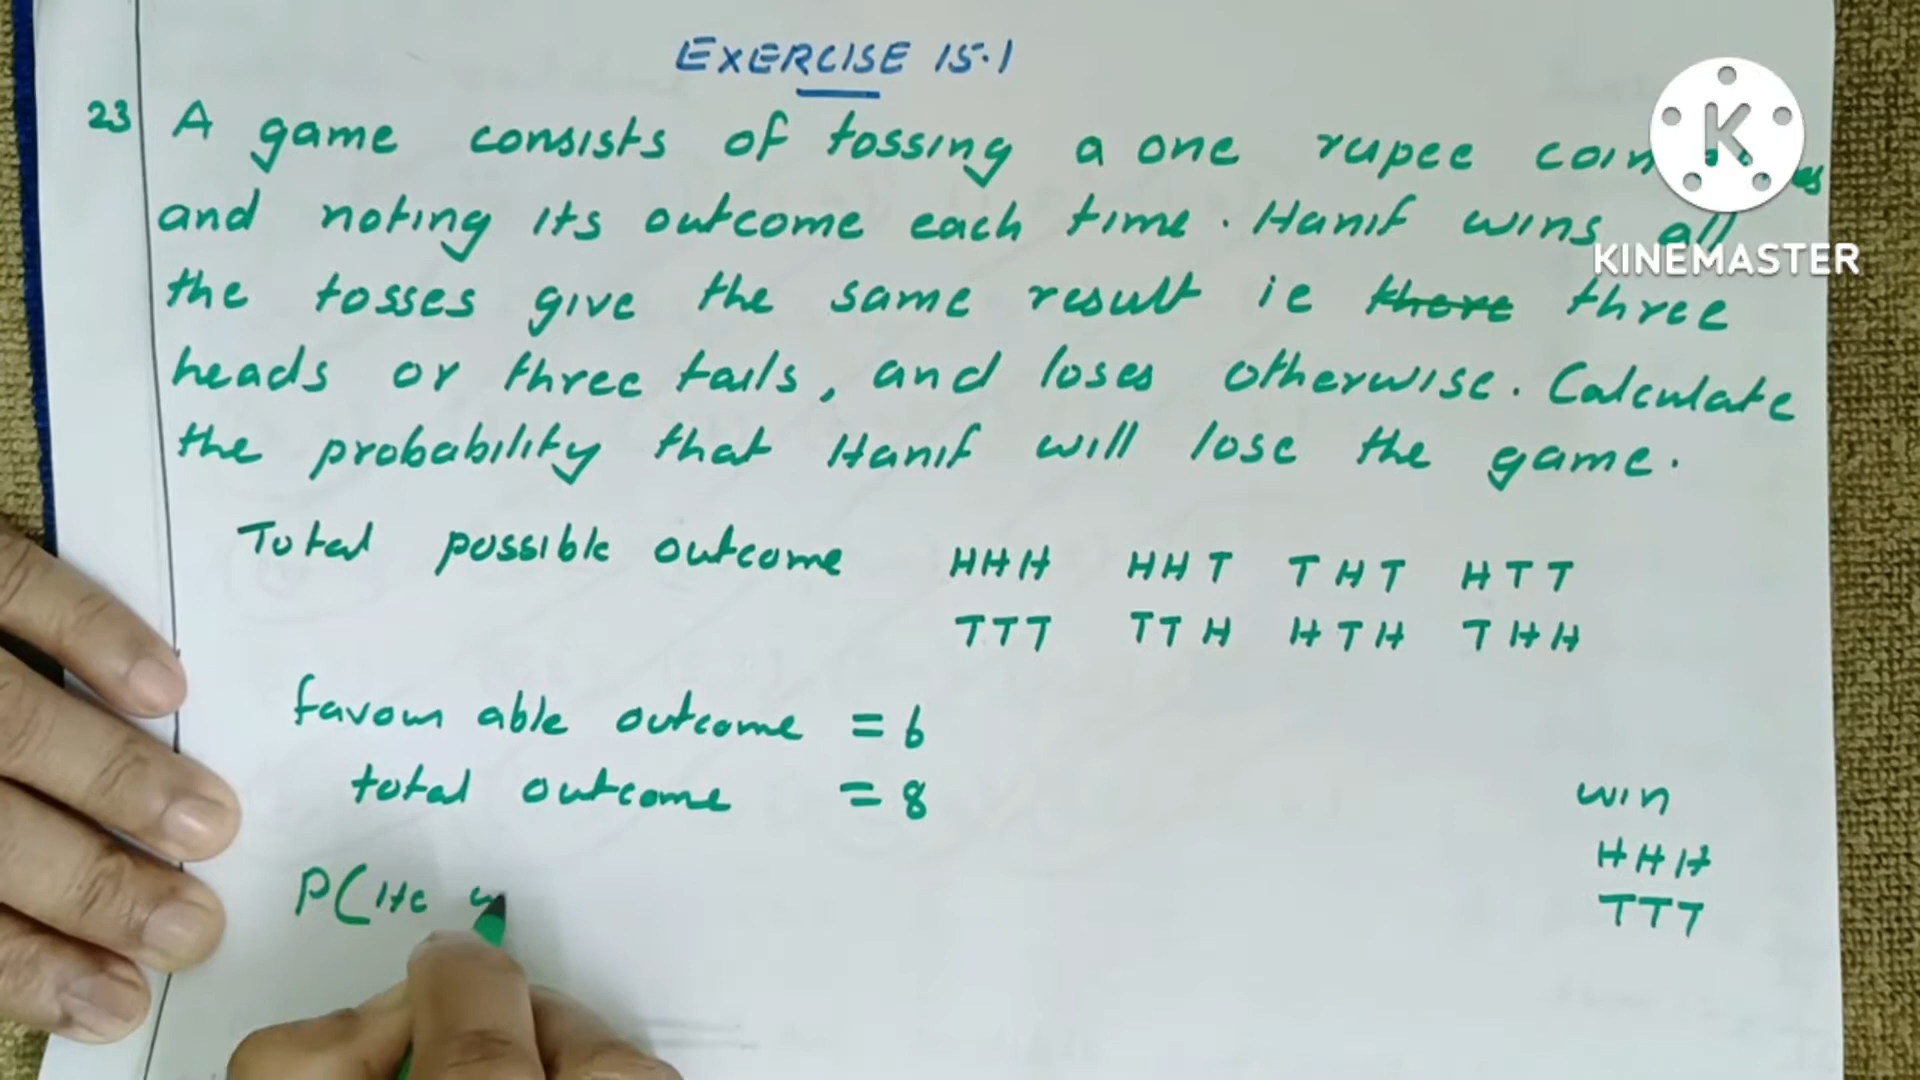 EXERCISE 15.1
23 A game consists of tossing a one rupee coin
and noting its outcome each time. Hanif wins all
the tosses give the same result ie there three
heads or three tails, and loses otherwise. Calculate
the probability that Hanif will lose the game.
Total possible outcome HHH HHT THT HTT
TTT TTH HTH THH
favourable outcome = 6
total outcome = 8
P(He
win
HHH
TTT
K
KINEMASTER